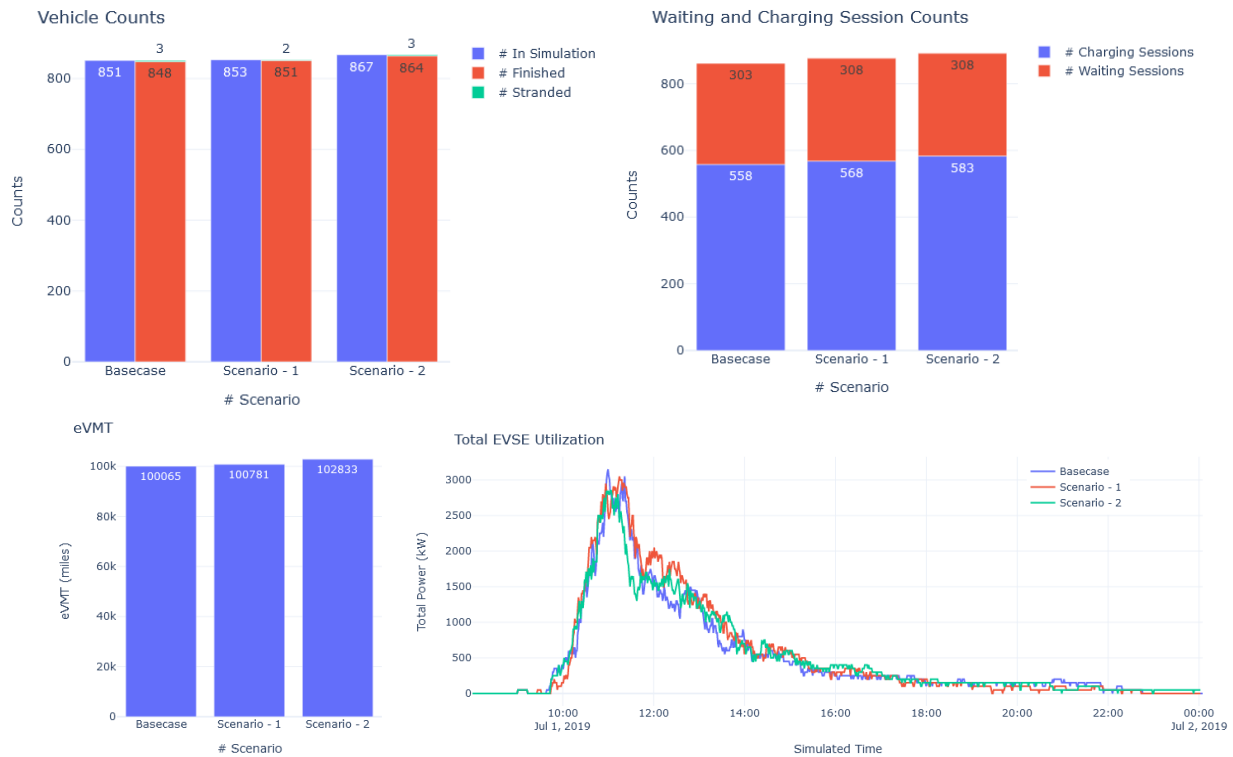 Vehicle Counts
3
2
3
# In Simulation
# Finished
# Stranded
851
848
853
851
867
864
800
600
400
200
0
Counts
Basecase
Scenario - 1
Scenario - 2
# Scenario
Waiting and Charging Session Counts
# Charging Sessions
# Waiting Sessions
303
308
308
558
568
583
800
600
400
200
0
Counts
Basecase
Scenario - 1
Scenario - 2
# Scenario
eVMT
100k
80k
60k
40k
20k
0
eVMT (miles)
100065
100781
102833
Basecase
Scenario - 1
Scenario - 2
# Scenario
Total EVSE Utilization
Basecase
Scenario - 1
Scenario - 2
3000
2500
2000
1500
1000
500
0
Total Power (kW)
10:00
Jul 1, 2019
12:00
14:00
16:00
18:00
20:00
22:00
00:00
Jul 2, 2019
Simulated Time